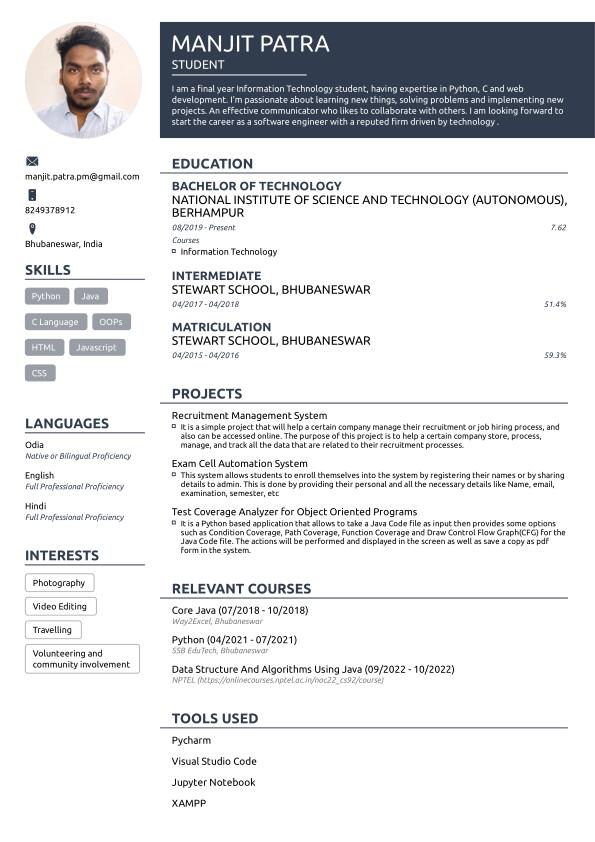 MANJIT PATRA
STUDENT
I am a final year Information Technology student, having expertise in Python, C and web
development. I'm passionate about learning new things, solving problems and implementing new
projects. An effective communicator who likes to collaborate with others. I am looking forward to
start the career as a software engineer with a reputed firm driven by technology .
manjit.patra.pm@gmail.com
8249378912
Bhubaneswar, India
SKILLS
Python Java
C Language OOPs
HTML Javascript
CSS
LANGUAGES
Odia
Native or Bilingual Proficiency
English
Full Professional Proficiency
Hindi
Full Professional Proficiency
INTERESTS
Photography
Video Editing
Travelling
Volunteering and
community involvement
EDUCATION
BACHELOR OF TECHNOLOGY
NATIONAL INSTITUTE OF SCIENCE AND TECHNOLOGY (AUTONOMOUS),
BERHAMPUR
08/2019 - Present 7.62
Courses
Information Technology
INTERMEDIATE
STEWART SCHOOL, BHUBANESWAR
04/2017 - 04/2018 51.4%
MATRICULATION
STEWART SCHOOL, BHUBANESWAR
04/2015 - 04/2016 59.3%
PROJECTS
Recruitment Management System
It is a simple project that will help a certain company manage their recruitment or job hiring process, and
also can be accessed online. The purpose of this project is to help a certain company store, process,
manage, and track all the data that are related to their recruitment processes.
Exam Cell Automation System
This system allows students to enroll themselves into the system by registering their names or by sharing
details to admin. This is done by providing their personal and all the necessary details like Name, email,
examination, semester, etc
Test Coverage Analyzer for Object Oriented Programs
It is a Python based application that allows to take a Java Code file as input then provides some options
such as Condition Coverage, Path Coverage, Function Coverage and Draw Control Flow Graph(CFG) for the
Java Code file. The actions will be performed and displayed in the screen as well as save a copy as pdf
form in the system.
RELEVANT COURSES
Core Java (07/2018 - 10/2018)
Way2Excel, Bhubaneswar
Python (04/2021 - 07/2021)
SSB EduTech, Bhubaneswar
Data Structure And Algorithms Using Java (09/2022 - 10/2022)
NPTEL (https://onlinecourses.nptel.ac.in/noc22_cs92/course)
TOOLS USED
Pycharm
Visual Studio Code
Jupyter Notebook
XAMPP